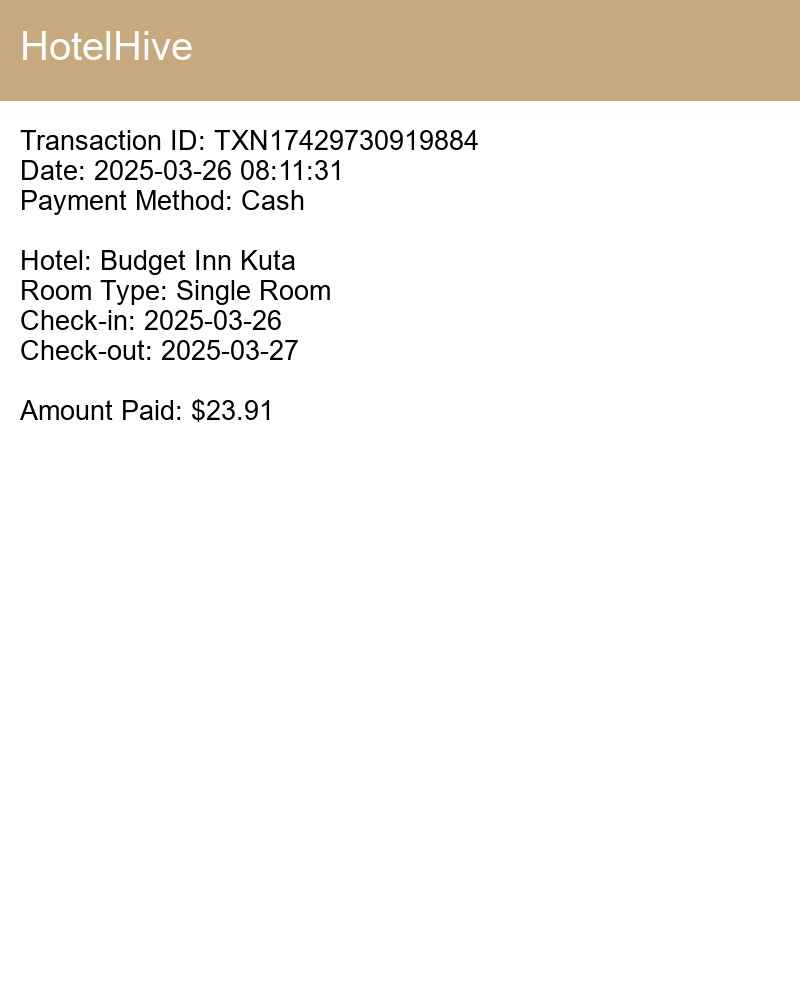 HotelHive
Transaction ID: TXN17429730919884
Date: 2025-03-26 08:11:31
Payment Method: Cash
Hotel: Budget Inn Kuta
Room Type: Single Room
Check-in: 2025-03-26
Check-out: 2025-03-27
Amount Paid: $23.91